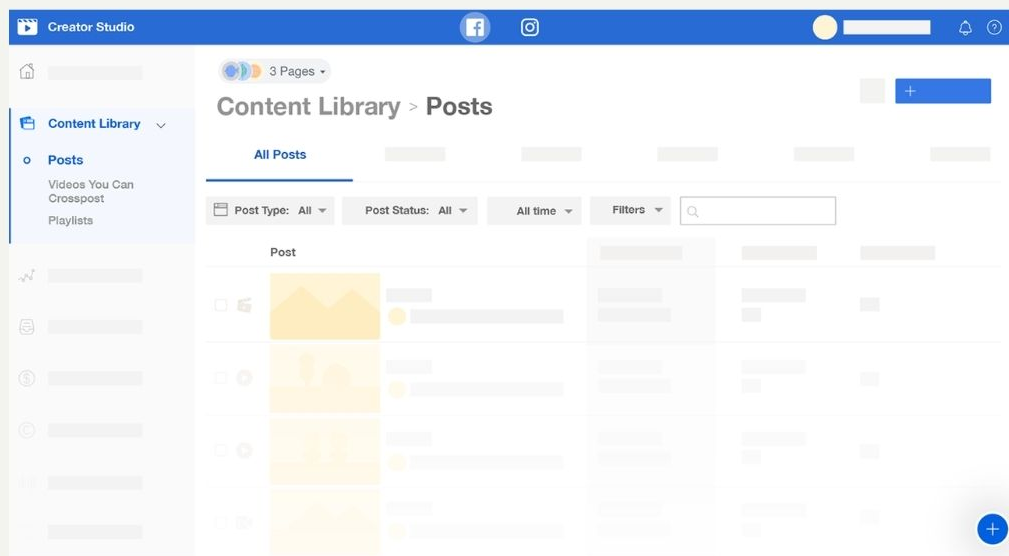 Creator Studio
3 Pages
Content Library > Posts
Content Library
Posts
Videos You Can
Crosspost
Playlists
All Posts
Post Type: All
Post Status: All
All time
Filters
Post